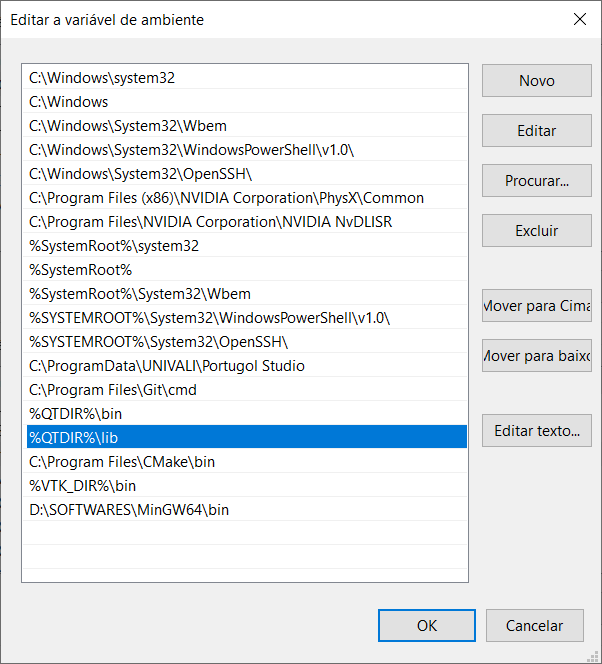 Editar a variável de ambiente
C:\Windows\system32
C:\Windows
C:\Windows\System32\Wbem
C:\Windows\System32\WindowsPowerShell\v1.0\
C:\Windows\System32\OpenSSH\
C:\Program Files (x86)\NVIDIA Corporation\PhysX\Common
C:\Program Files\NVIDIA Corporation\NVIDIA NvDLISR
%SystemRoot%\system32
%SystemRoot%
%SystemRoot%\System32\Wbem
%SYSTEMROOT%\System32\WindowsPowerShell\v1.0\
%SYSTEMROOT%\System32\OpenSSH\
C:\ProgramData\UNIVALI\Portugol Studio
C:\Program Files\Git\cmd
%QTDIR%\bin
%QTDIR%\lib
C:\Program Files\CMake\bin
%VTK_DIR%\bin
D:\SOFTWARES\MinGW64\bin
Novo
Editar
Procurar...
Excluir
Mover para Cima
Mover para baixo
Editar texto...
OK
Cancelar